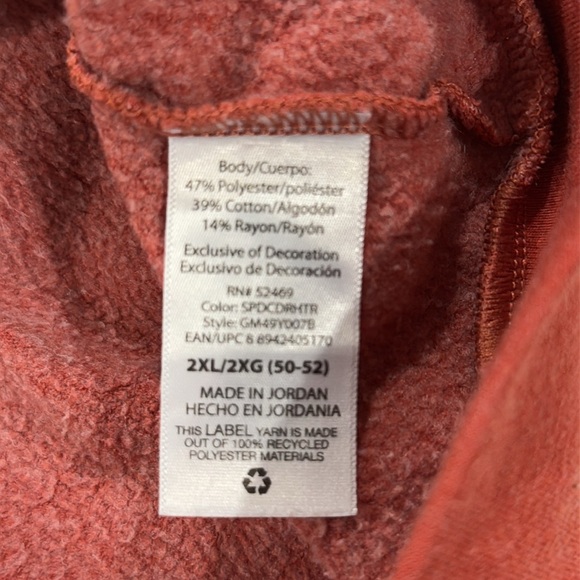 Body/Cuerpo:
47% Polyester/poliéster
39% Cotton/Algodón
14% Rayon/Rayón
Exclusive of Decoration
Exclusivo de Decoración
RN# 52469
Color: SPDCDRHTR
Style: GM49Y007B
EAN/UPC 8 8942405170
2XL/2XG (50-52)
MADE IN JORDAN
HECHO EN JORDANIA
THIS LABEL YARN IS MADE
OUT OF 100% RECYCLED
POLYESTER MATERIALS